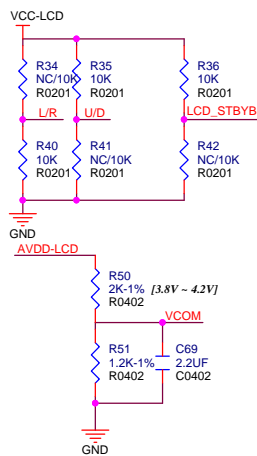 VCC-LCD
R34
NC/10K
R0201
R35
10K
R0201
R36
10K
R0201
L/R
U/D
LCD_STBYB
R40
10K
R0201
R41
NC/10K
R0201
R42
NC/10K
R0201
GND
AVDD-LCD
R50
2K-1% [3.8V ~ 4.2V]
R0402
VCOM
R51
1.2K-1%
R0402
C69
2.2UF
C0402
GND